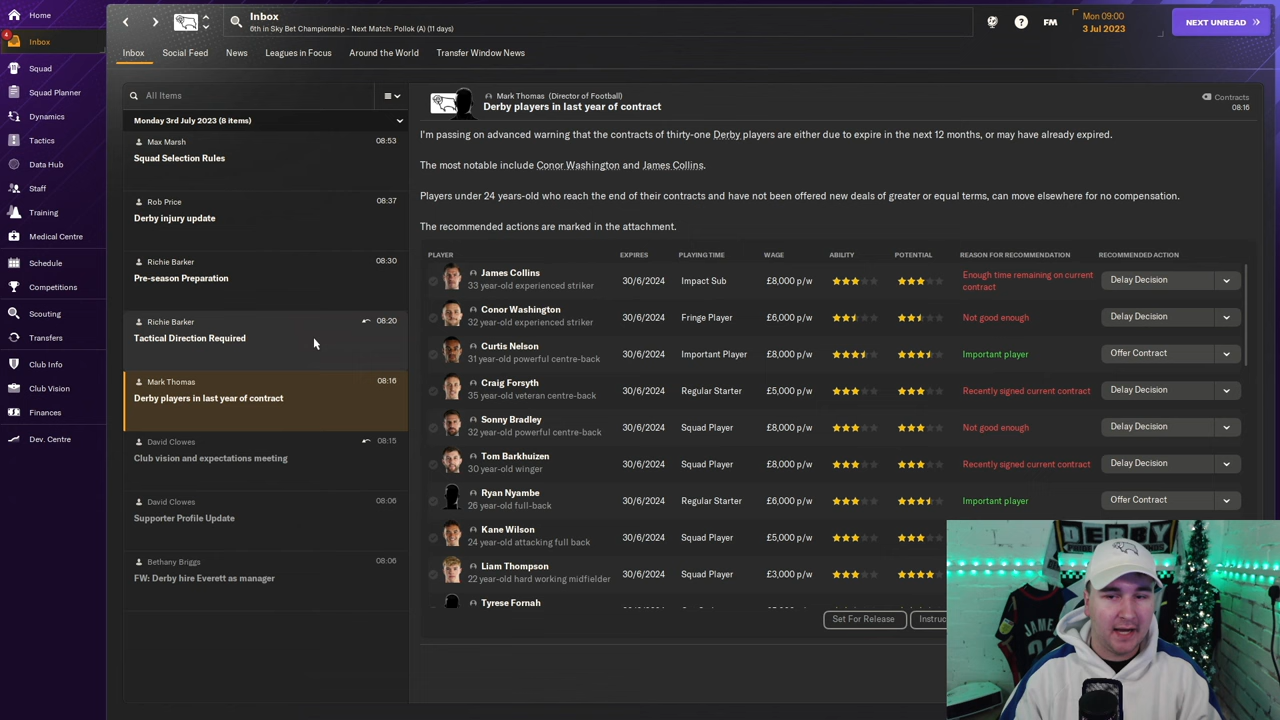 Home
4
Inbox
Squad
Squad Planner
Dynamics
Tactics
Data Hub
Staff
Training
Medical Centre
Schedule
Competitions
Scouting
Transfers
Club Info
Club Vision
Finances
Dev. Centre
Inbox
6th in Sky Bet Championship - Next Match: Pollok (A) (11 days)
?
FM
Mon 09:00
3 Jul 2023
NEXT UNREAD
Inbox Social Feed News Leagues in Focus Around the World Transfer Window News
All Items
Monday 3rd July 2023 (8 items)
Max Marsh 08:53
Squad Selection Rules
Rob Price 08:37
Derby injury update
Richie Barker 08:30
Pre-season Preparation
Richie Barker 08:20
Tactical Direction Required
Mark Thomas 08:16
Derby players in last year of contract
David Clowes 08:15
Club vision and expectations meeting
David Clowes 08:06
Supporter Profile Update
Bethany Briggs 08:06
FW: Derby hire Everett as manager
Mark Thomas (Director of Football)
Derby players in last year of contract
Contracts
08:16
I'm passing on advanced warning that the contracts of thirty-one Derby players are either due to expire in the next 12 months, or may have already expired.
The most notable include Conor Washington and James Collins.
Players under 24 years-old who reach the end of their contracts and have not been offered new deals of greater or equal terms, can move elsewhere for no compensation.
The recommended actions are marked in the attachment.
PLAYER EXPIRES PLAYING TIME WAGE ABILITY POTENTIAL REASON FOR RECOMMENDATION RECOMMENDED ACTION
James Collins
33 year-old experienced striker
30/6/2024 Impact Sub £8,000 p/w
Enough time remaining on current
contract
Delay Decision
Conor Washington
32 year-old experienced striker
30/6/2024 Fringe Player £6,000 p/w Not good enough Delay Decision
Curtis Nelson
31 year-old powerful centre-back
30/6/2024 Important Player £8,000 p/w Important player Offer Contract
Craig Forsyth
35 year-old veteran centre-back
30/6/2024 Regular Starter £5,000 p/w Recently signed current contract Delay Decision
Sonny Bradley
32 year-old powerful centre-back
30/6/2024 Squad Player £8,000 p/w Not good enough Delay Decision
Tom Barkhuizen
30 year-old winger
30/6/2024 Squad Player £8,000 p/w Recently signed current contract Delay Decision
Ryan Nyambe
26 year-old full-back
30/6/2024 Regular Starter £6,000 p/w Important player Offer Contract
Kane Wilson
24 year-old attacking full back
30/6/2024 Squad Player £5,000 p/w
Liam Thompson
22 year-old hard working midfielder
30/6/2024 Squad Player £3,000 p/w
Tyrese Fornah
Set For Release
DERBY
JAME